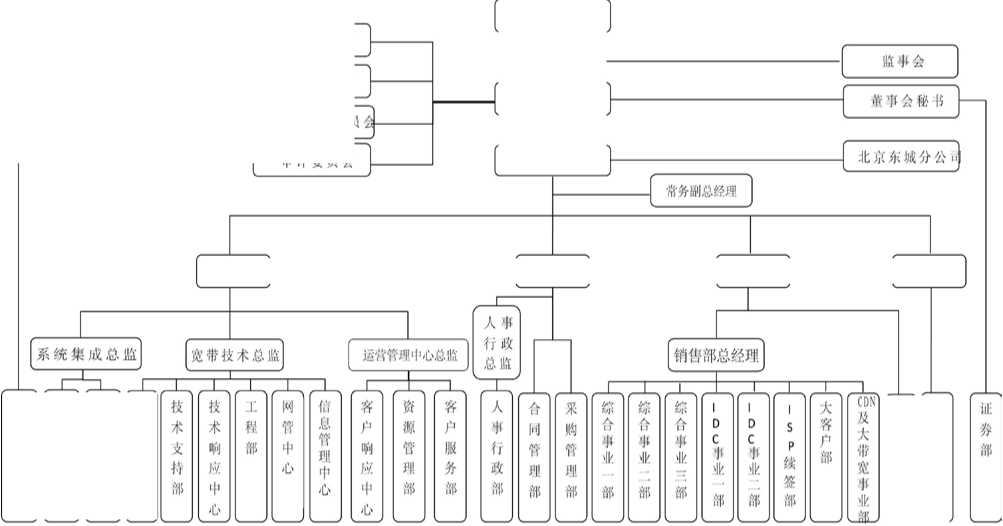 监事会
董事会秘书
员会
审计委员会
北京东城分公司
常务副总经理
人事
行政
总监
系统集成总监
宽带技术总监
运营管理中心总监
销售部总经理
技术支持部
技术响应中心
工程部
网管中心
信息管理中心
客户响应中心
资源管理部
客户服务部
人事行政部
合同管理部
采购管理部
综合事业一部
综合事业二部
综合事业三部
IDC事业一部
IDC事业二部
ISP续签部
大客户部
CDN及大带宽事业部
证券部